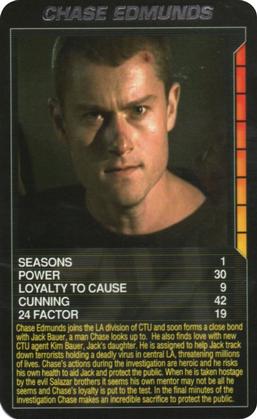 CHASE EDMUNDS
SEASONS 1
POWER 30
LOYALTY TO CAUSE 9
CUNNING 42
24 FACTOR 19
Chase Edmunds joins the LA division of CTU and soon forms a close bond
with Jack Bauer, a man Chase looks up to. He also finds love with new
CTU agent Kim Bauer, Jack's daughter. He is assigned to help Jack track
down terrorists holding a deadly virus in central LA, threatening millions
of lives. Chase's actions during the investigation are heroic and he risks
his own health to aid Jack and protect the public. When he is taken hostage
by the evil Salazar brothers it seems his own mentor may not be all he
seems and Chase's loyalty is put to the test. In the final minutes of the
investigation Chase makes an incredible sacrifice to protect the public.